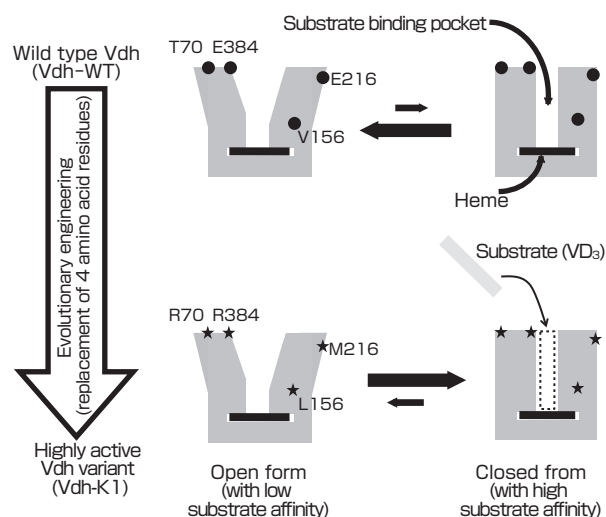 Substrate binding pocket
Wild type Vdh
(Vdh-WT)
T70 E384
E216
V156
Heme
Evolutionary engineering
(replacement of 4 amino acid residues)
Substrate (VD₃)
R70 R384
M216
L156
Highly active
Vdh variant
(Vdh-K1)
Open form
(with low
substrate affinity)
Closed from
(with high
substrate affinity)